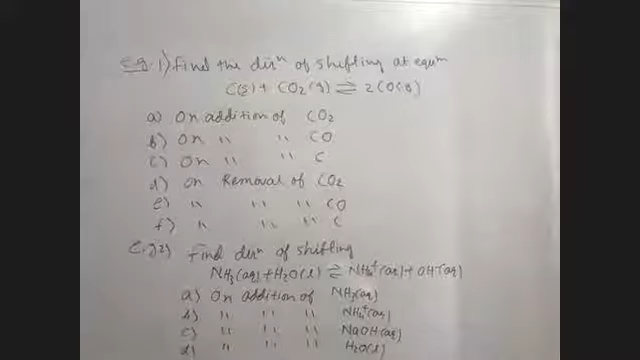 E.g. 1) Find the dirⁿ of shifting at eqᵘm
C(s) + CO₂(g) ⇌ 2CO(g)
a) On addition of CO₂
b) On " " CO
c) On " " C
d) On Removal of CO₂
e) " " " CO
f) " " " C
E.g 2) Find dirⁿ of shifting
NH₃(aq) + H₂O(l) ⇌ NH₄⁺(aq) + OH⁻(aq)
a) On addition of NH₃(aq)
b) " " " NH₄⁺(aq)
c) " " " NaOH(aq)
d) " " " H₂O(l)